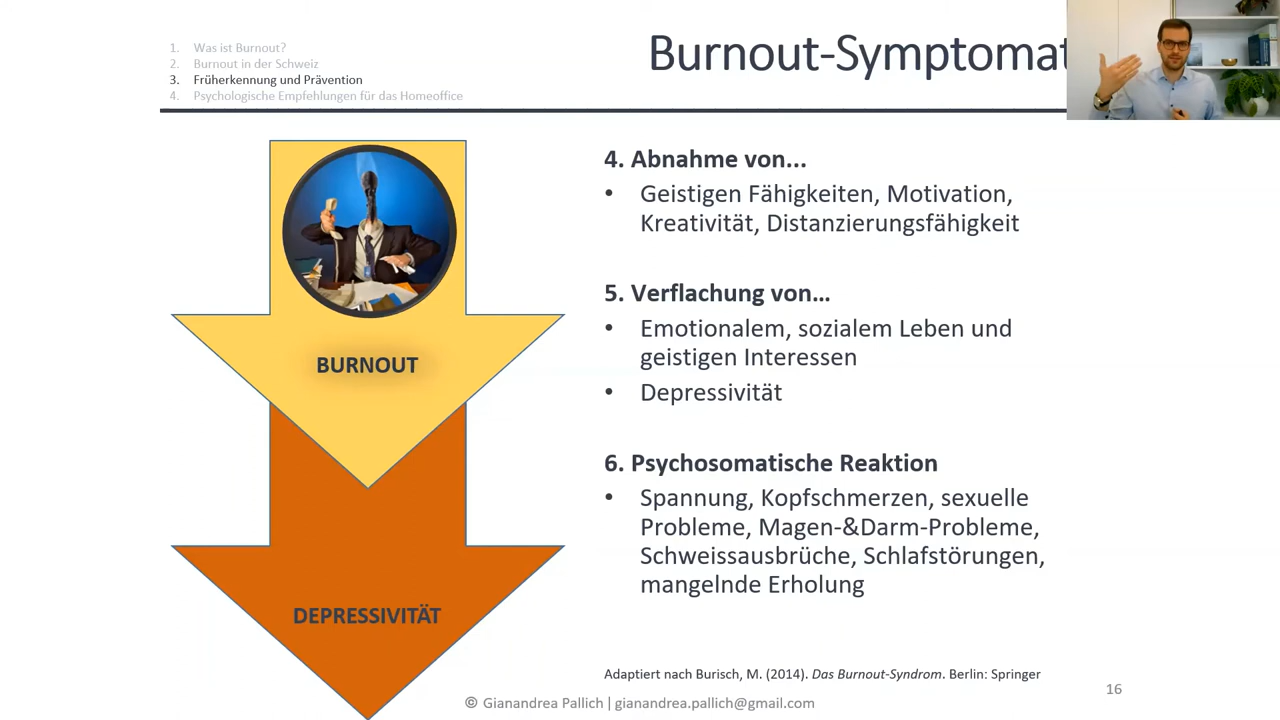 1. Was ist Burnout?
2. Burnout in der Schweiz
3. Früherkennung und Prävention
4. Psychologische Empfehlungen für das Homeoffice
Burnout-Symptomat
4. Abnahme von...
• Geistigen Fähigkeiten, Motivation,
Kreativität, Distanzierungsfähigkeit
5. Verflachung von…
• Emotionalem, sozialem Leben und
geistigen Interessen
• Depressivität
6. Psychosomatische Reaktion
• Spannung, Kopfschmerzen, sexuelle
Probleme, Magen-&Darm-Probleme,
Schweissausbrüche, Schlafstörungen,
mangelnde Erholung
BURNOUT
DEPRESSIVITÄT
Adaptiert nach Burisch, M. (2014). Das Burnout-Syndrom. Berlin: Springer
© Gianandrea Pallich | gianandrea.pallich@gmail.com
16